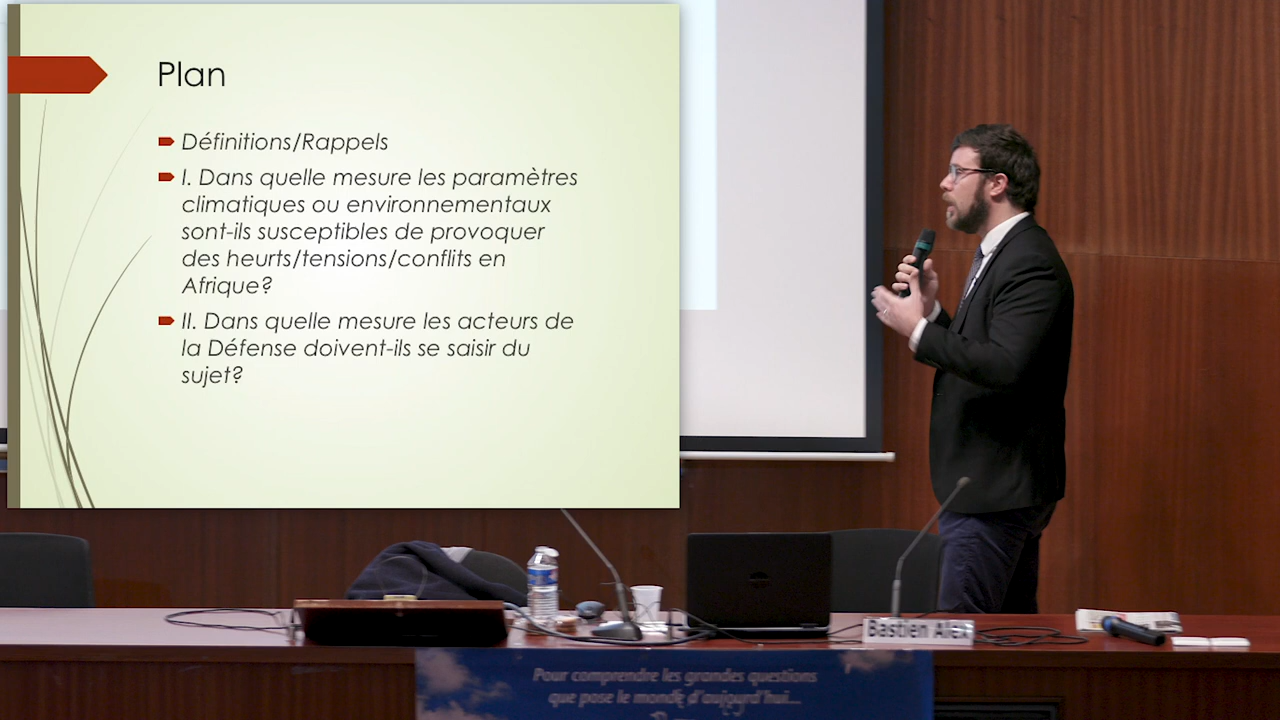 Plan
Définitions/Rappels
I. Dans quelle mesure les paramètres
climatiques ou environnementaux
sont-ils susceptibles de provoquer
des heurts/tensions/conflits en
Afrique?
II. Dans quelle mesure les acteurs de
la Défense doivent-ils se saisir du
sujet?
Bastien Alex
Pour comprendre les grandes questions
que pose le monde d'aujourd'hui...